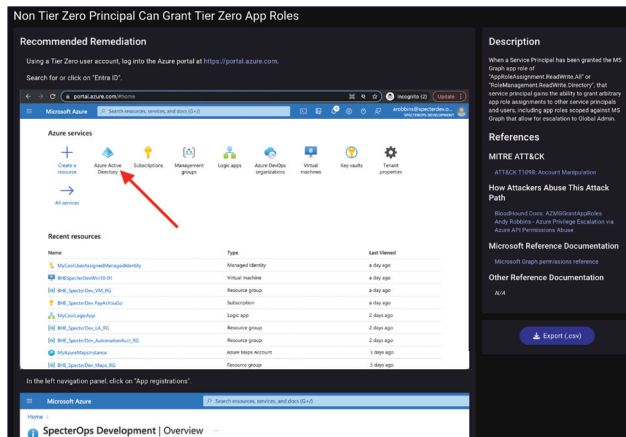 Non Tier Zero Principal Can Grant Tier Zero App Roles
Recommended Remediation
Using a Tier Zero user account, log into the Azure portal at https://portal.azure.com.
Search for or click on "Entra ID".
portal.azure.com/#home
Incognito (2)
Update
Microsoft Azure
Search resources, services, and docs (G+/)
erobbins@specterdev.o...
SPECTEROPS DEVELOPMENT
Azure services
Create a resource
Azure Active Directory
Subscriptions
Management groups
Logic apps
Azure DevOps organizations
Virtual machines
Key vaults
Tenant properties
All services
Recent resources
Name Type Last Viewed
MyCoolUserAssignedManagedIdentity Managed Identity a day ago
BHESpecterDevWin10-01 Virtual machine a day ago
BHE_SpecterDev_VM_RG Resource group a day ago
BHE_SpecterDev PayAsYouGo Subscription a day ago
MyCoolLogicApp Logic app 2 days ago
BHE_SpecterDev_LA_RG Resource group 2 days ago
BHE_SpecterDev_AutomationAcct_RG Resource group 2 days ago
MyAzureMapsInstance Azure Maps Account 3 days ago
BHE_SpecterDev_Maps_RG Resource group 3 days ago
In the left navigation panel, click on "App registrations".
Microsoft Azure
Search resources, services, and docs (G+/)
Home >
SpecterOps Development | Overview ...
Description
When a Service Principal has been granted the MS
Graph app role of
"AppRoleAssignment.ReadWrite.All" or
"RoleManagement.ReadWrite.Directory", that
service principal gains the ability to grant arbitrary
app role assignments to other service principals
and users, including app roles scoped against MS
Graph that allow for escalation to Global Admin.
References
MITRE ATT&CK
ATT&CK T1098: Account Manipulation
How Attackers Abuse This Attack
Path
BloodHound Docs: AZMGGrantAppRoles
Andy Robbins - Azure Privilege Escalation via
Azure API Permissions Abuse
Microsoft Reference Documentation
Microsoft Graph permissions reference
Other Reference Documentation
N/A
Export (.csv)